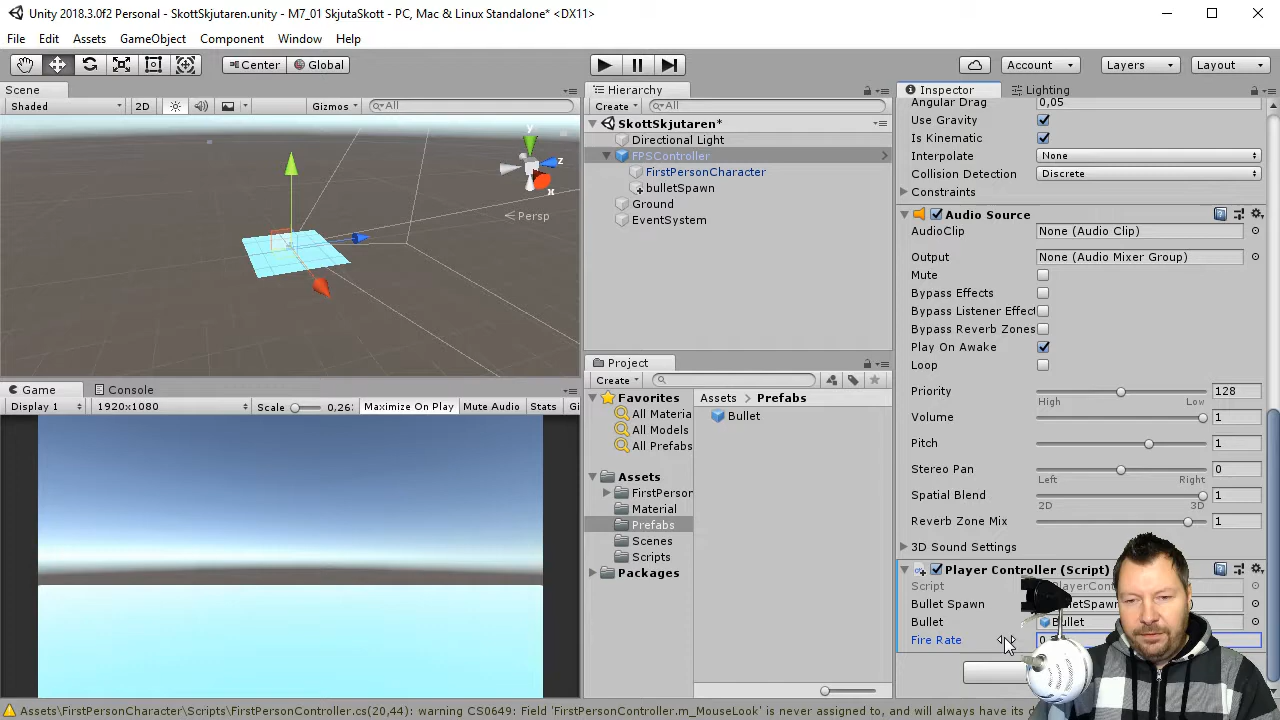 Unity 2018.3.0f2 Personal - SkottSkjutaren.unity - M7_01 SkjutaSkott - PC, Mac & Linux Standalone* <DX11>
File Edit Assets GameObject Component Window Help
Center Global Account Layers Layout
Scene
Shaded 2D Gizmos All
y
z
x
Persp
Game Console
Display 1 1920x1080 Scale 0,26 Maximize On Play Mute Audio Stats Gi
Hierarchy
Create All
SkottSkjutaren*
Directional Light
FPSController
FirstPersonCharacter
bulletSpawn
Ground
EventSystem
Project
Create
Favorites
All Materia
All Models
All Prefabs
Assets
FirstPerson
Material
Prefabs
Scenes
Scripts
Packages
Assets > Prefabs
Bullet
Inspector Lighting
Angular Drag 0,05
Use Gravity
Is Kinematic
Interpolate None
Collision Detection Discrete
Constraints
Audio Source
AudioClip None (Audio Clip)
Output None (Audio Mixer Group)
Mute
Bypass Effects
Bypass Listener Effect
Bypass Reverb Zones
Play On Awake
Loop
Priority 128
High Low
Volume 1
Pitch 1
Stereo Pan 0
Left Right
Spatial Blend 1
2D 3D
Reverb Zone Mix 1
3D Sound Settings
Player Controller (Script)
Script PlayerCont
Bullet Spawn letSpawn
Bullet Bullet
Fire Rate 0
Assets\FirstPersonCharacter\Scripts\FirstPersonController.cs(20,44): warning CS0649: Field 'FirstPersonController.m_MouseLook' is never assigned to, and will always have its d